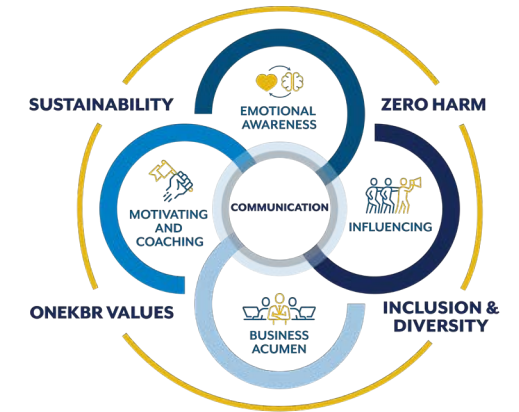 EMOTIONAL
AWARENESS
SUSTAINABILITY
ZERO HARM
MOTIVATING
AND
COACHING
COMMUNICATION
INFLUENCING
ONEKBR VALUES
INCLUSION &
DIVERSITY
BUSINESS
ACUMEN